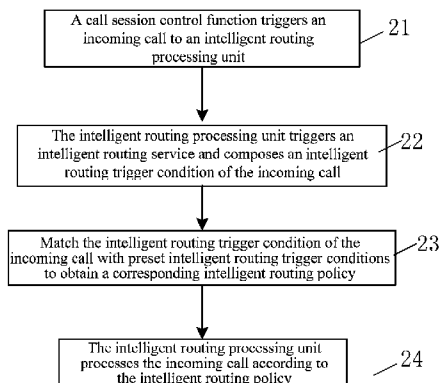 A call session control function triggers an
incoming call to an intelligent routing
processing unit
21
The intelligent routing processing unit triggers an
intelligent routing service and composes an intelligent
routing trigger condition of the incoming call
22
Match the intelligent routing trigger condition of the
incoming call with preset intelligent routing trigger conditions
to obtain a corresponding intelligent routing policy
23
The intelligent routing processing unit
processes the incoming call according to
the intelligent routing policy
24